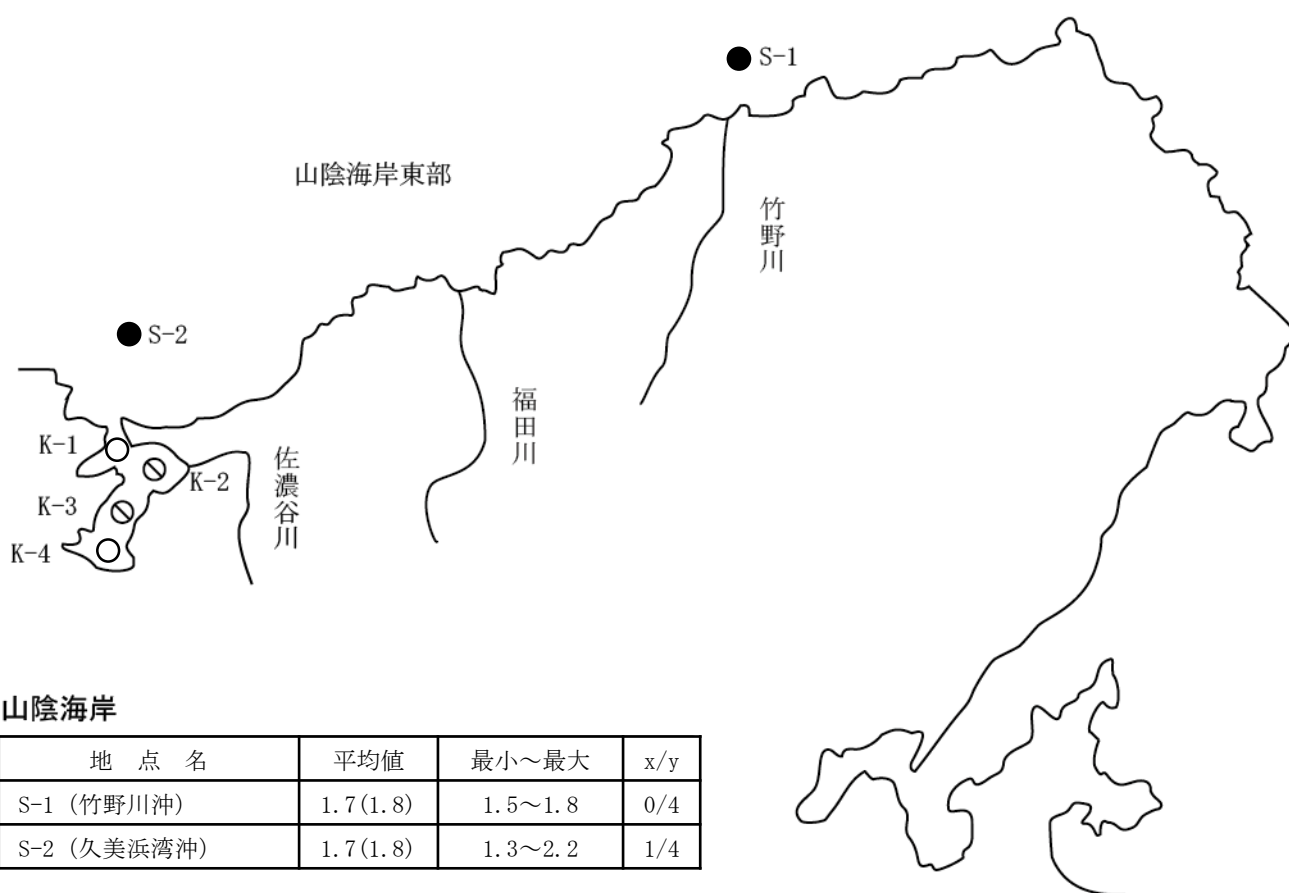 S-1
山陰海岸東部
竹野川
S-2
福田川
K-1
佐濃谷川
K-2
K-3
K-4
山陰海岸
地 点 名 平均値 最小～最大 x/y
S-1 (竹野川沖) 1.7(1.8) 1.5～1.8 0/4
S-2 (久美浜湾沖) 1.7(1.8) 1.3～2.2 1/4